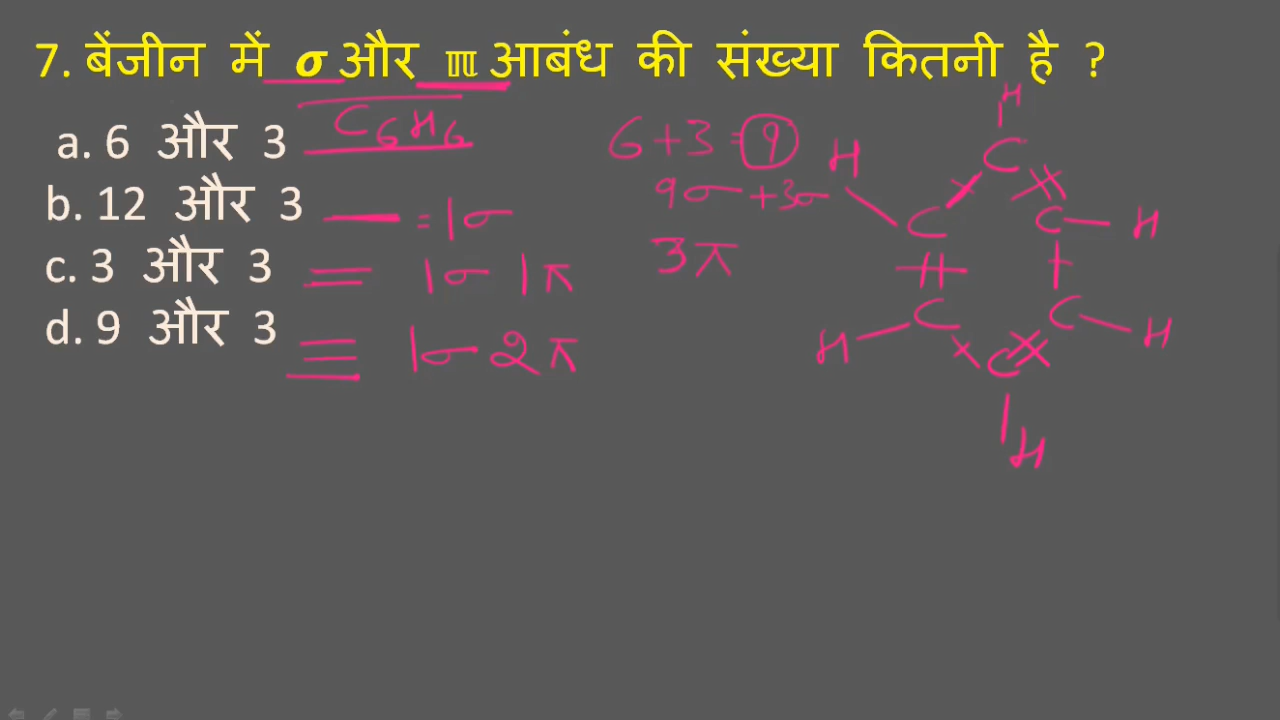 7. बेंजीन में σ और π आबंध की संख्या कितनी है ?
a. 6 और 3
b. 12 और 3
c. 3 और 3
d. 9 और 3
C6H6
— = 1σ
= 1σ 1π
≡ 1σ 2π
6+3=9
9σ+3σ
3π
H
C
H
C
C
H
C
C
H
H
C
H